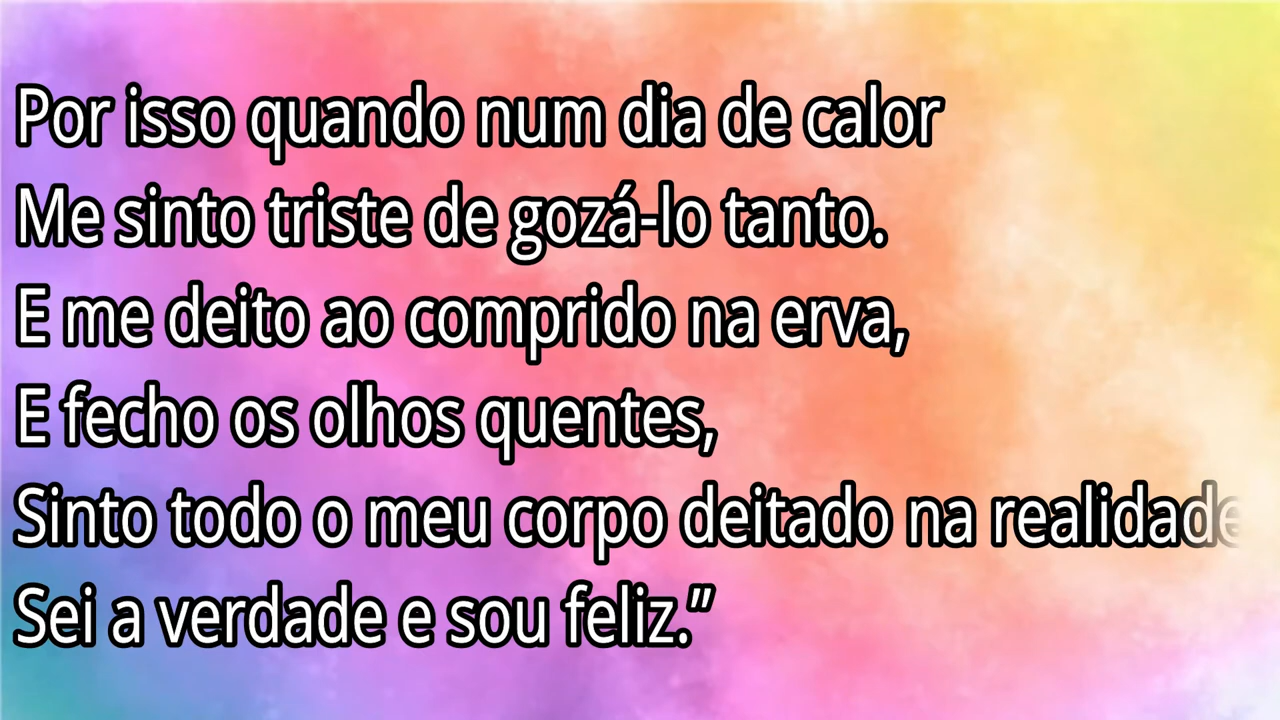 Por isso quando num dia de calor
Me sinto triste de gozá-lo tanto.
E me deito ao comprido na erva,
E fecho os olhos quentes,
Sinto todo o meu corpo deitado na realidade
Sei a verdade e sou feliz.”